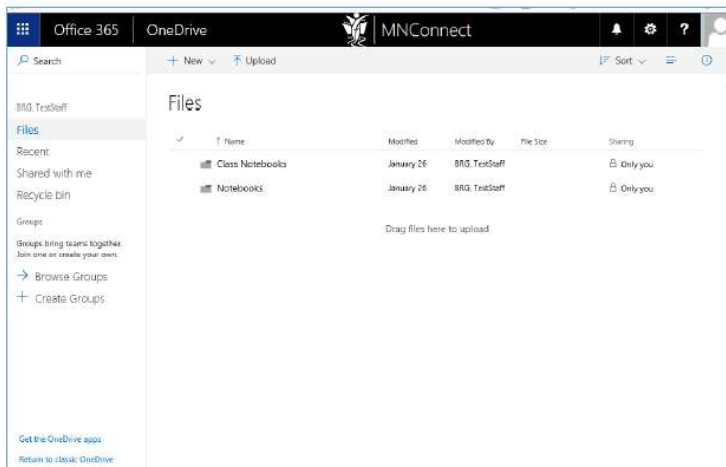 Office 365 OneDrive MNConnect ?
Search
New Upload Sort
BRG, TestStaff
Files
Recent
Shared with me
Recycle bin
Groups
Groups bring teams together.
Join one or create your own.
Browse Groups
Create Groups
Get the OneDrive apps
Return to classic OneDrive
Files
Name Modified Modified By File Size Sharing
Class Notebooks January 26 BRG, TestStaff Only you
Notebooks January 26 BRG, TestStaff Only you
Drag files here to upload